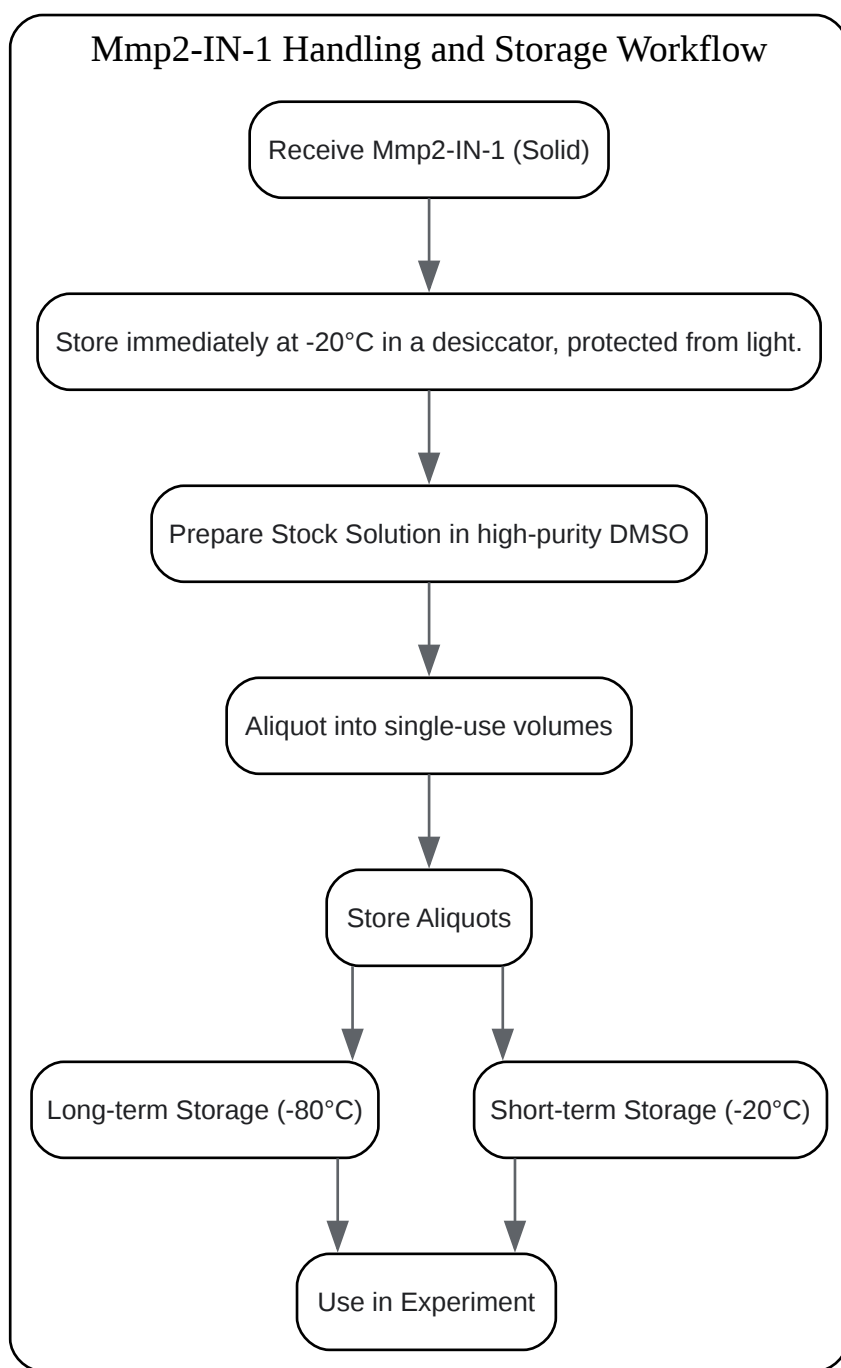 Mmp2-IN-1 Handling and Storage Workflow
Receive Mmp2-IN-1 (Solid)
Store immediately at -20°C in a desiccator, protected from light.
Prepare Stock Solution in high-purity DMSO
Aliquot into single-use volumes
Store Aliquots
Long-term Storage (-80°C)
Short-term Storage (-20°C)
Use in Experiment